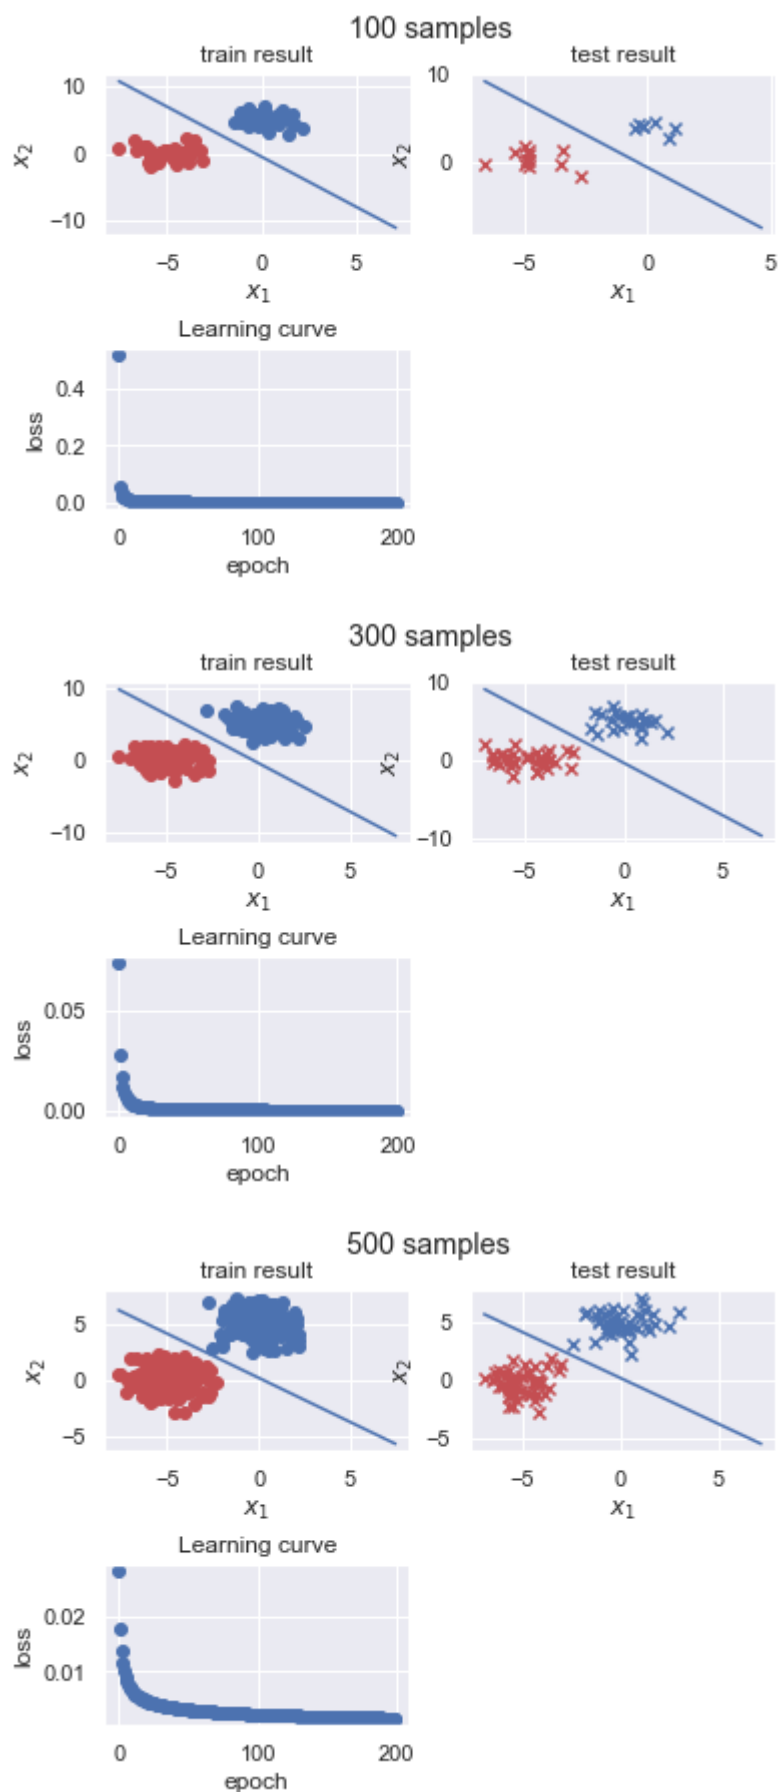 100 samples
train result
test result
10
0
−10
x₂
−5
0
5
x₁
10
0
x₂
−5
0
5
x₁
Learning curve
0.4
0.2
0.0
loss
0
100
200
epoch
300 samples
train result
test result
10
0
−10
x₂
−5
0
5
x₁
10
0
−10
x₂
−5
0
5
x₁
Learning curve
0.05
0.00
loss
0
100
200
epoch
500 samples
train result
test result
5
0
−5
x₂
−5
0
5
x₁
5
0
−5
x₂
−5
0
5
x₁
Learning curve
0.02
0.01
loss
0
100
200
epoch